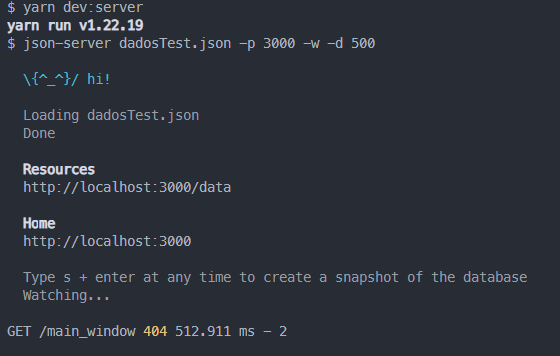 $ yarn dev:server
yarn run v1.22.19
$ json-server dadosTest.json -p 3000 -w -d 500
\{^_^}/ hi!
Loading dadosTest.json
Done
Resources
http://localhost:3000/data
Home
http://localhost:3000
Type s + enter at any time to create a snapshot of the database
Watching...
GET /main_window 404 512.911 ms - 2